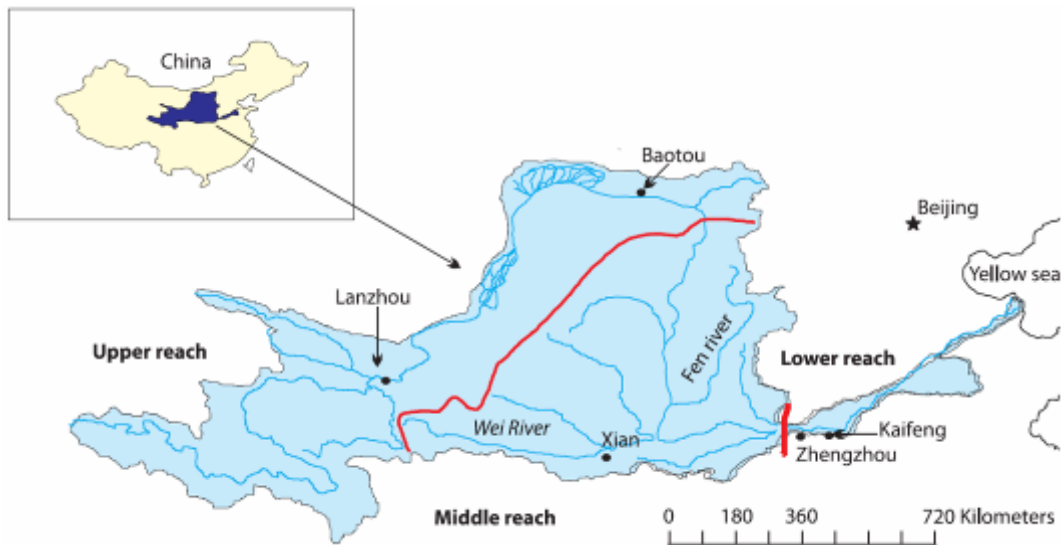 China
Baotou
Beijing
Yellow sea
Lanzhou
Upper reach
Fen river
Lower reach
Wei River
Xian
Kaifeng
Zhengzhou
Middle reach
0 180 360 720 Kilometers